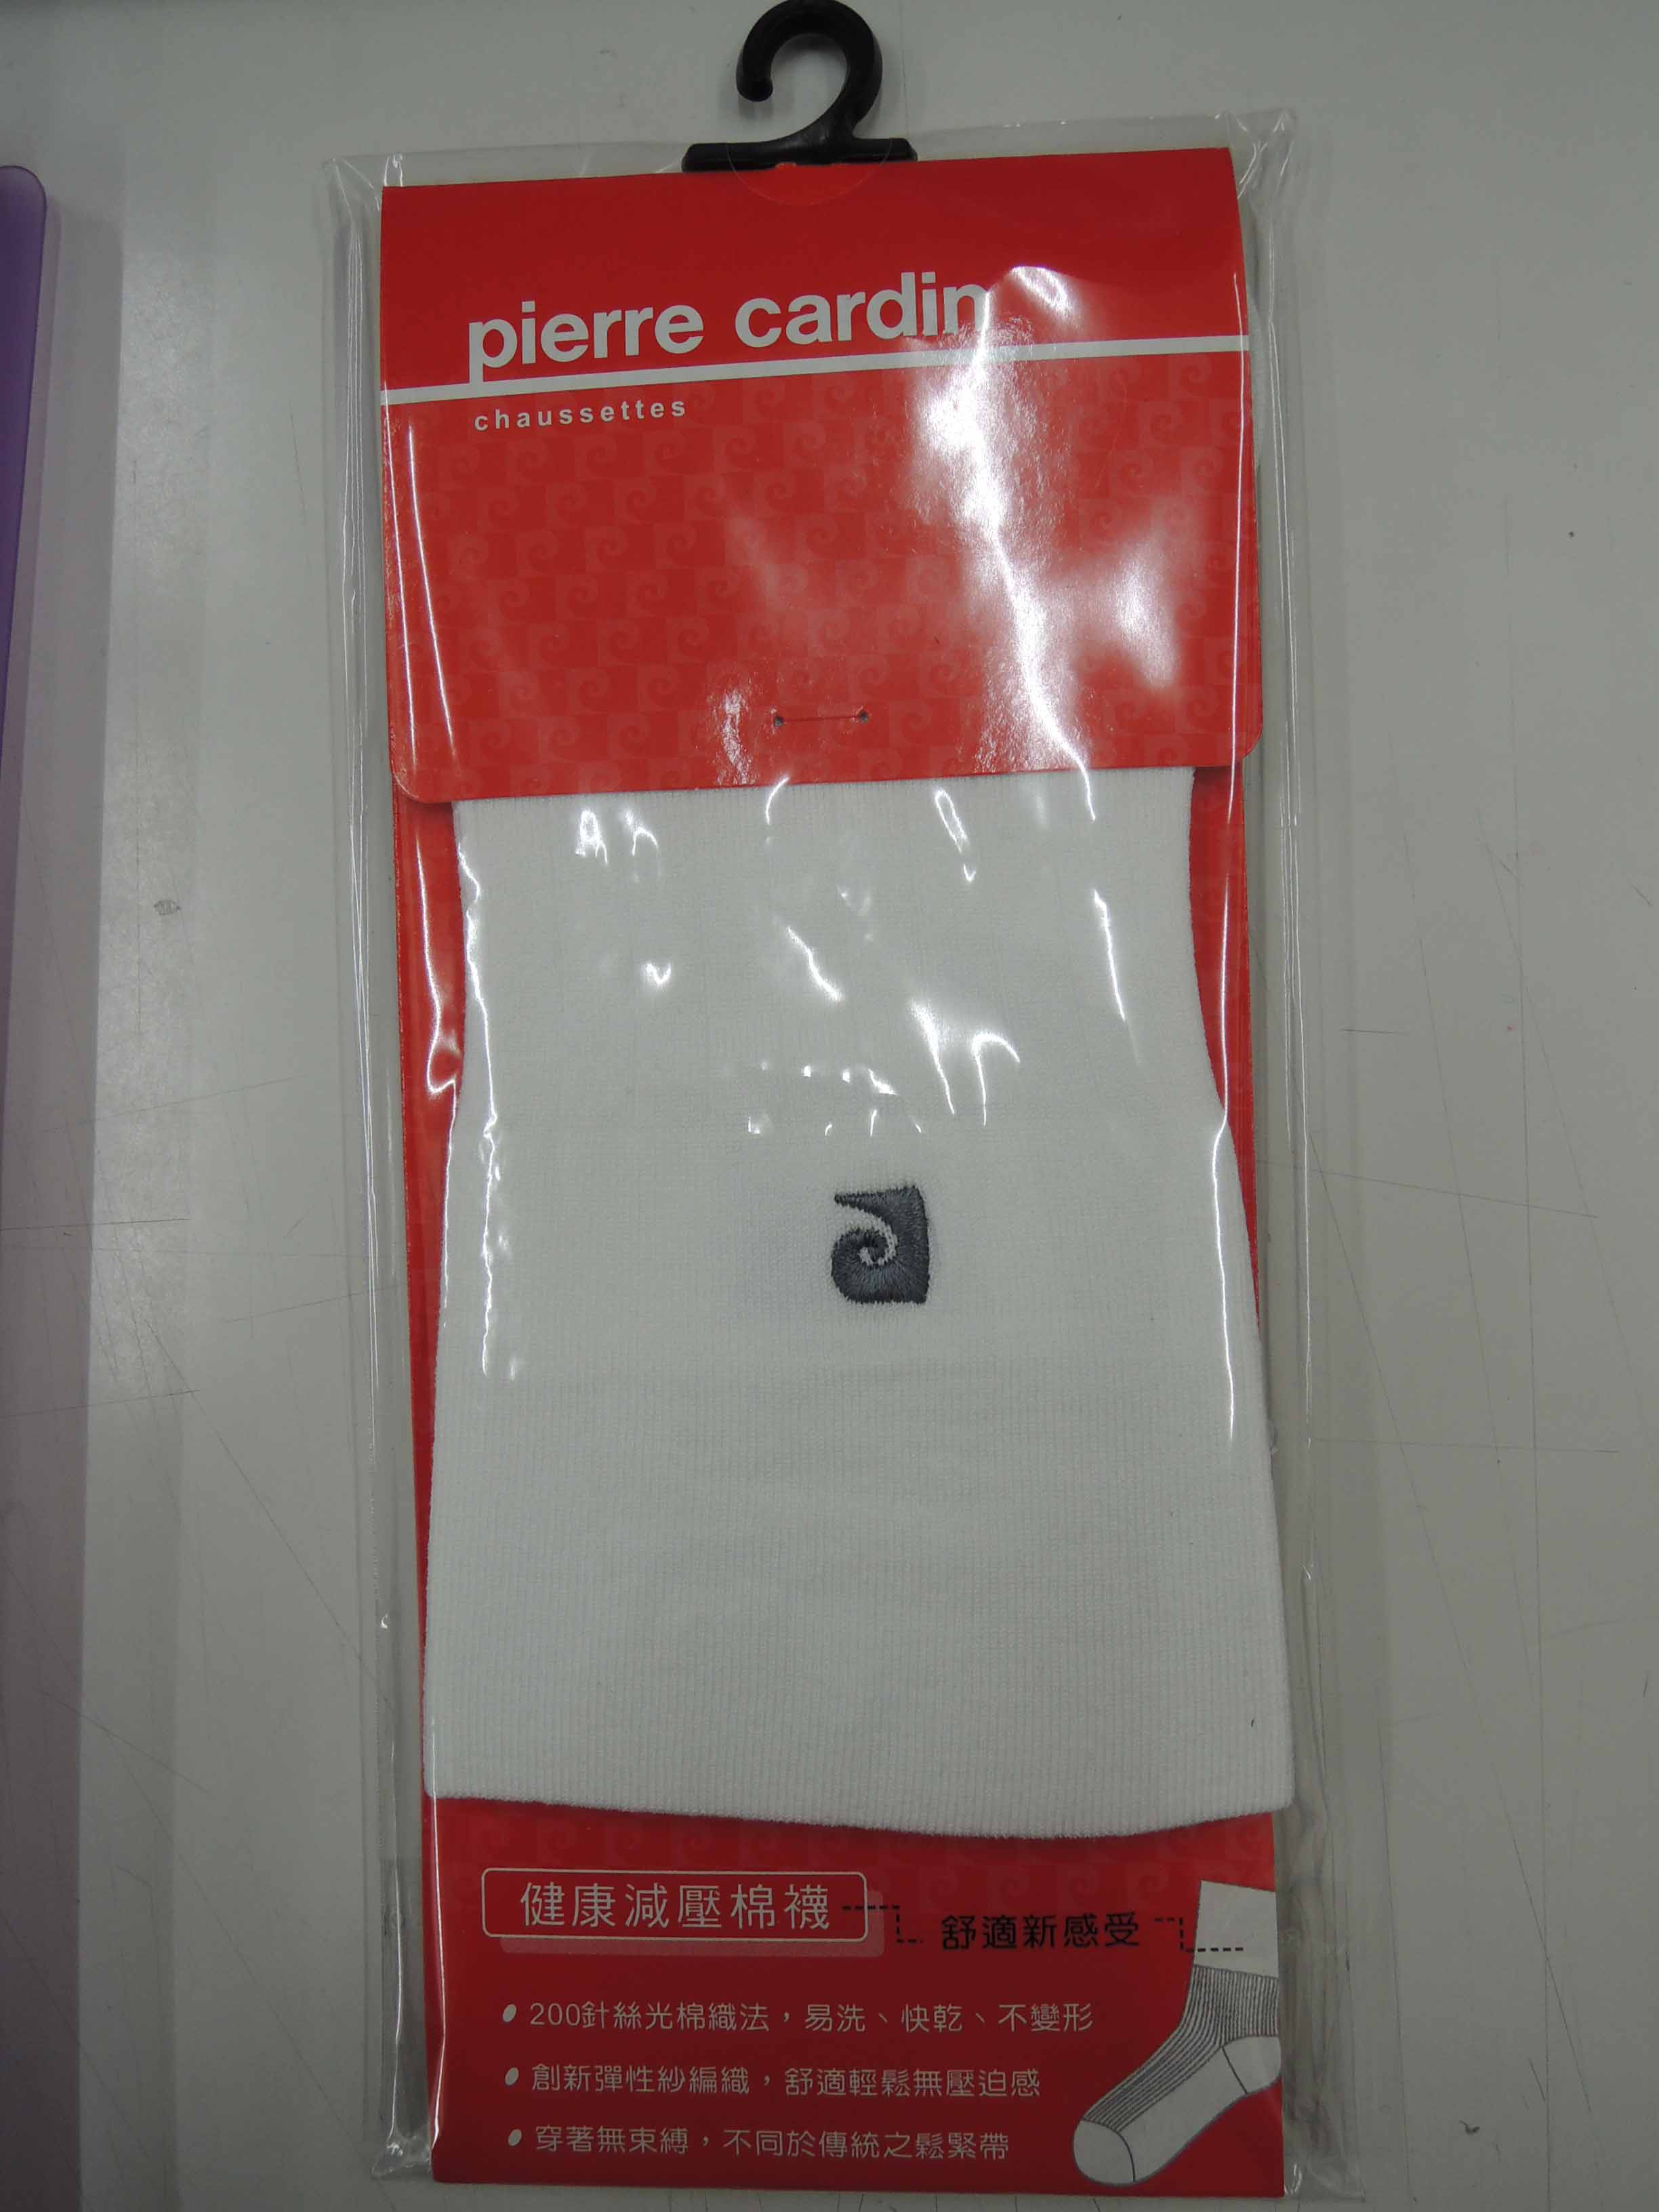 pierre cardin
chaussettes
健康減壓棉襪
舒適新感受
• 200針絲光棉織法，易洗、快乾、不變形
• 創新彈性紗編織，舒適輕鬆無壓迫感
• 穿著無束縛，不同於傳統之鬆緊帶